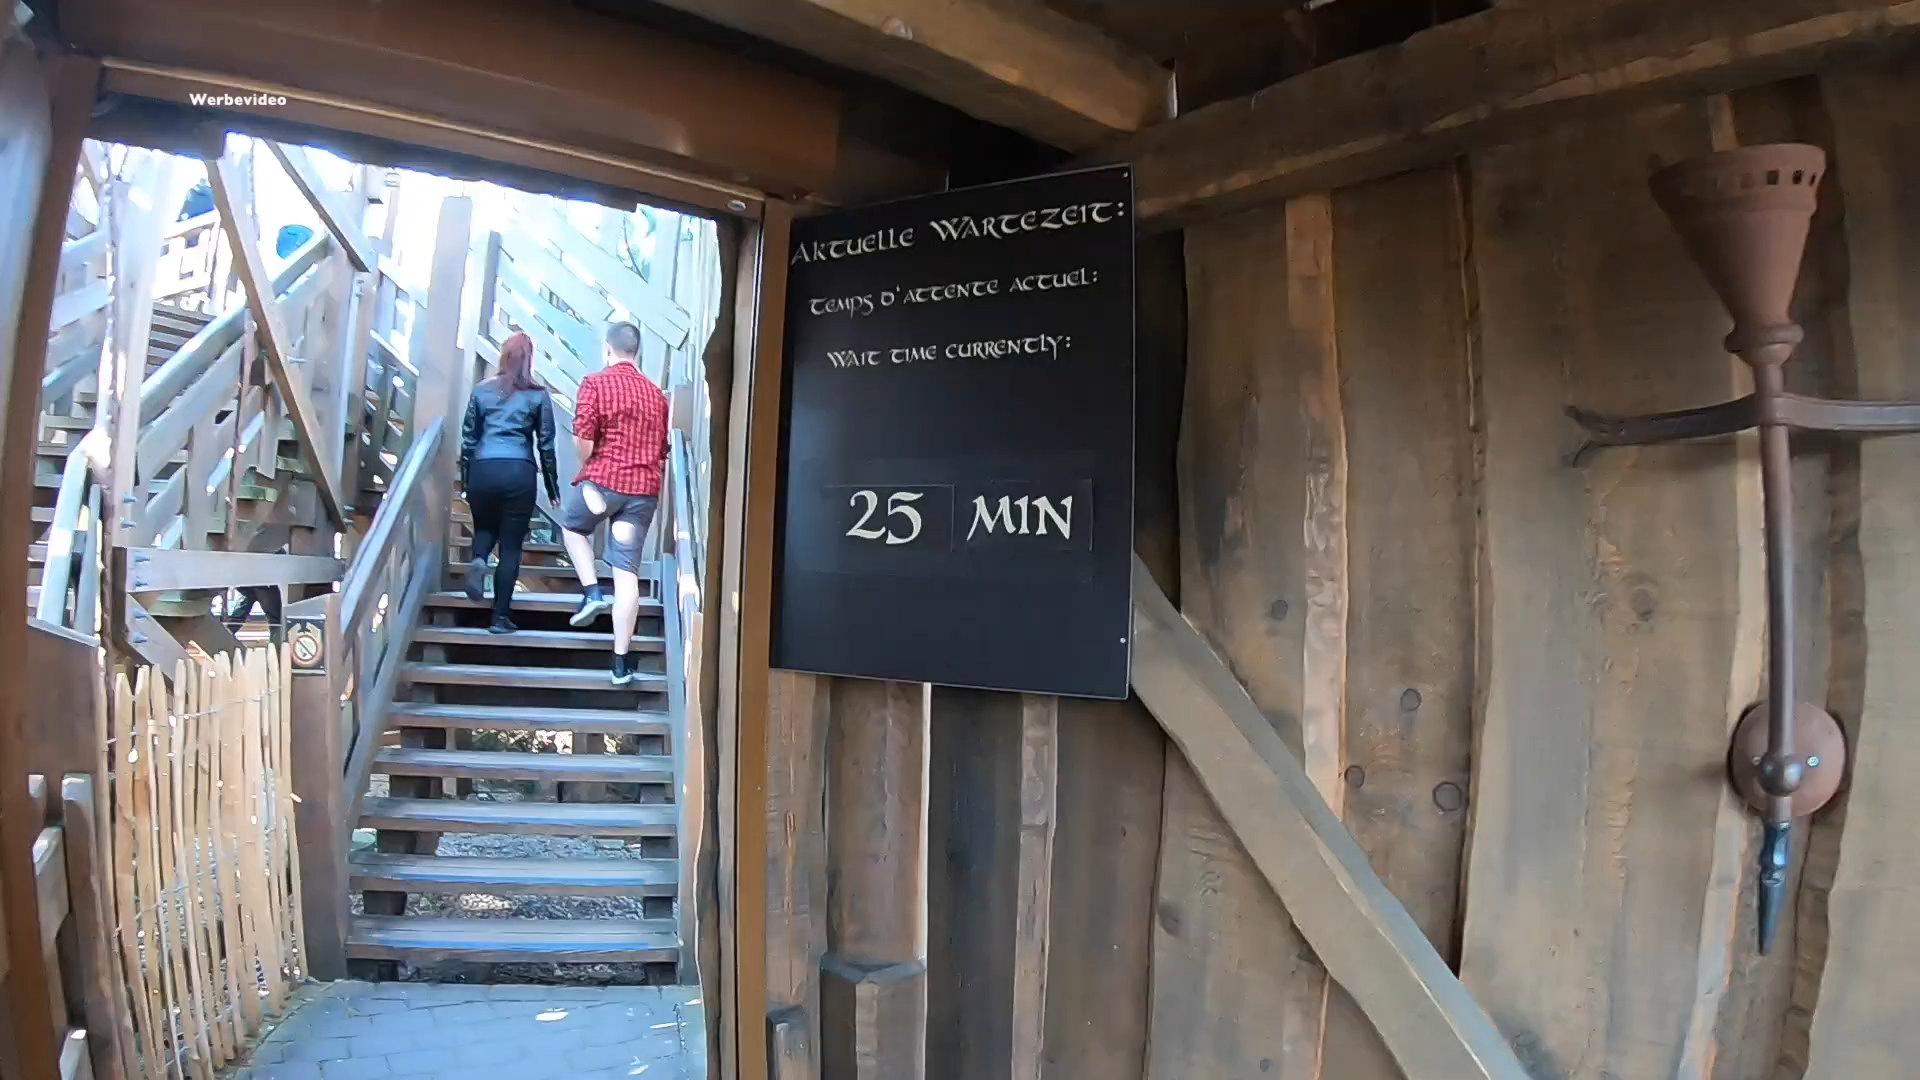 Werbevideo
AKTUELLE WARTEZEIT:
TEMPS D'ATTENTE ACTUEL:
WAIT TIME CURRENTLY:
25 MIN